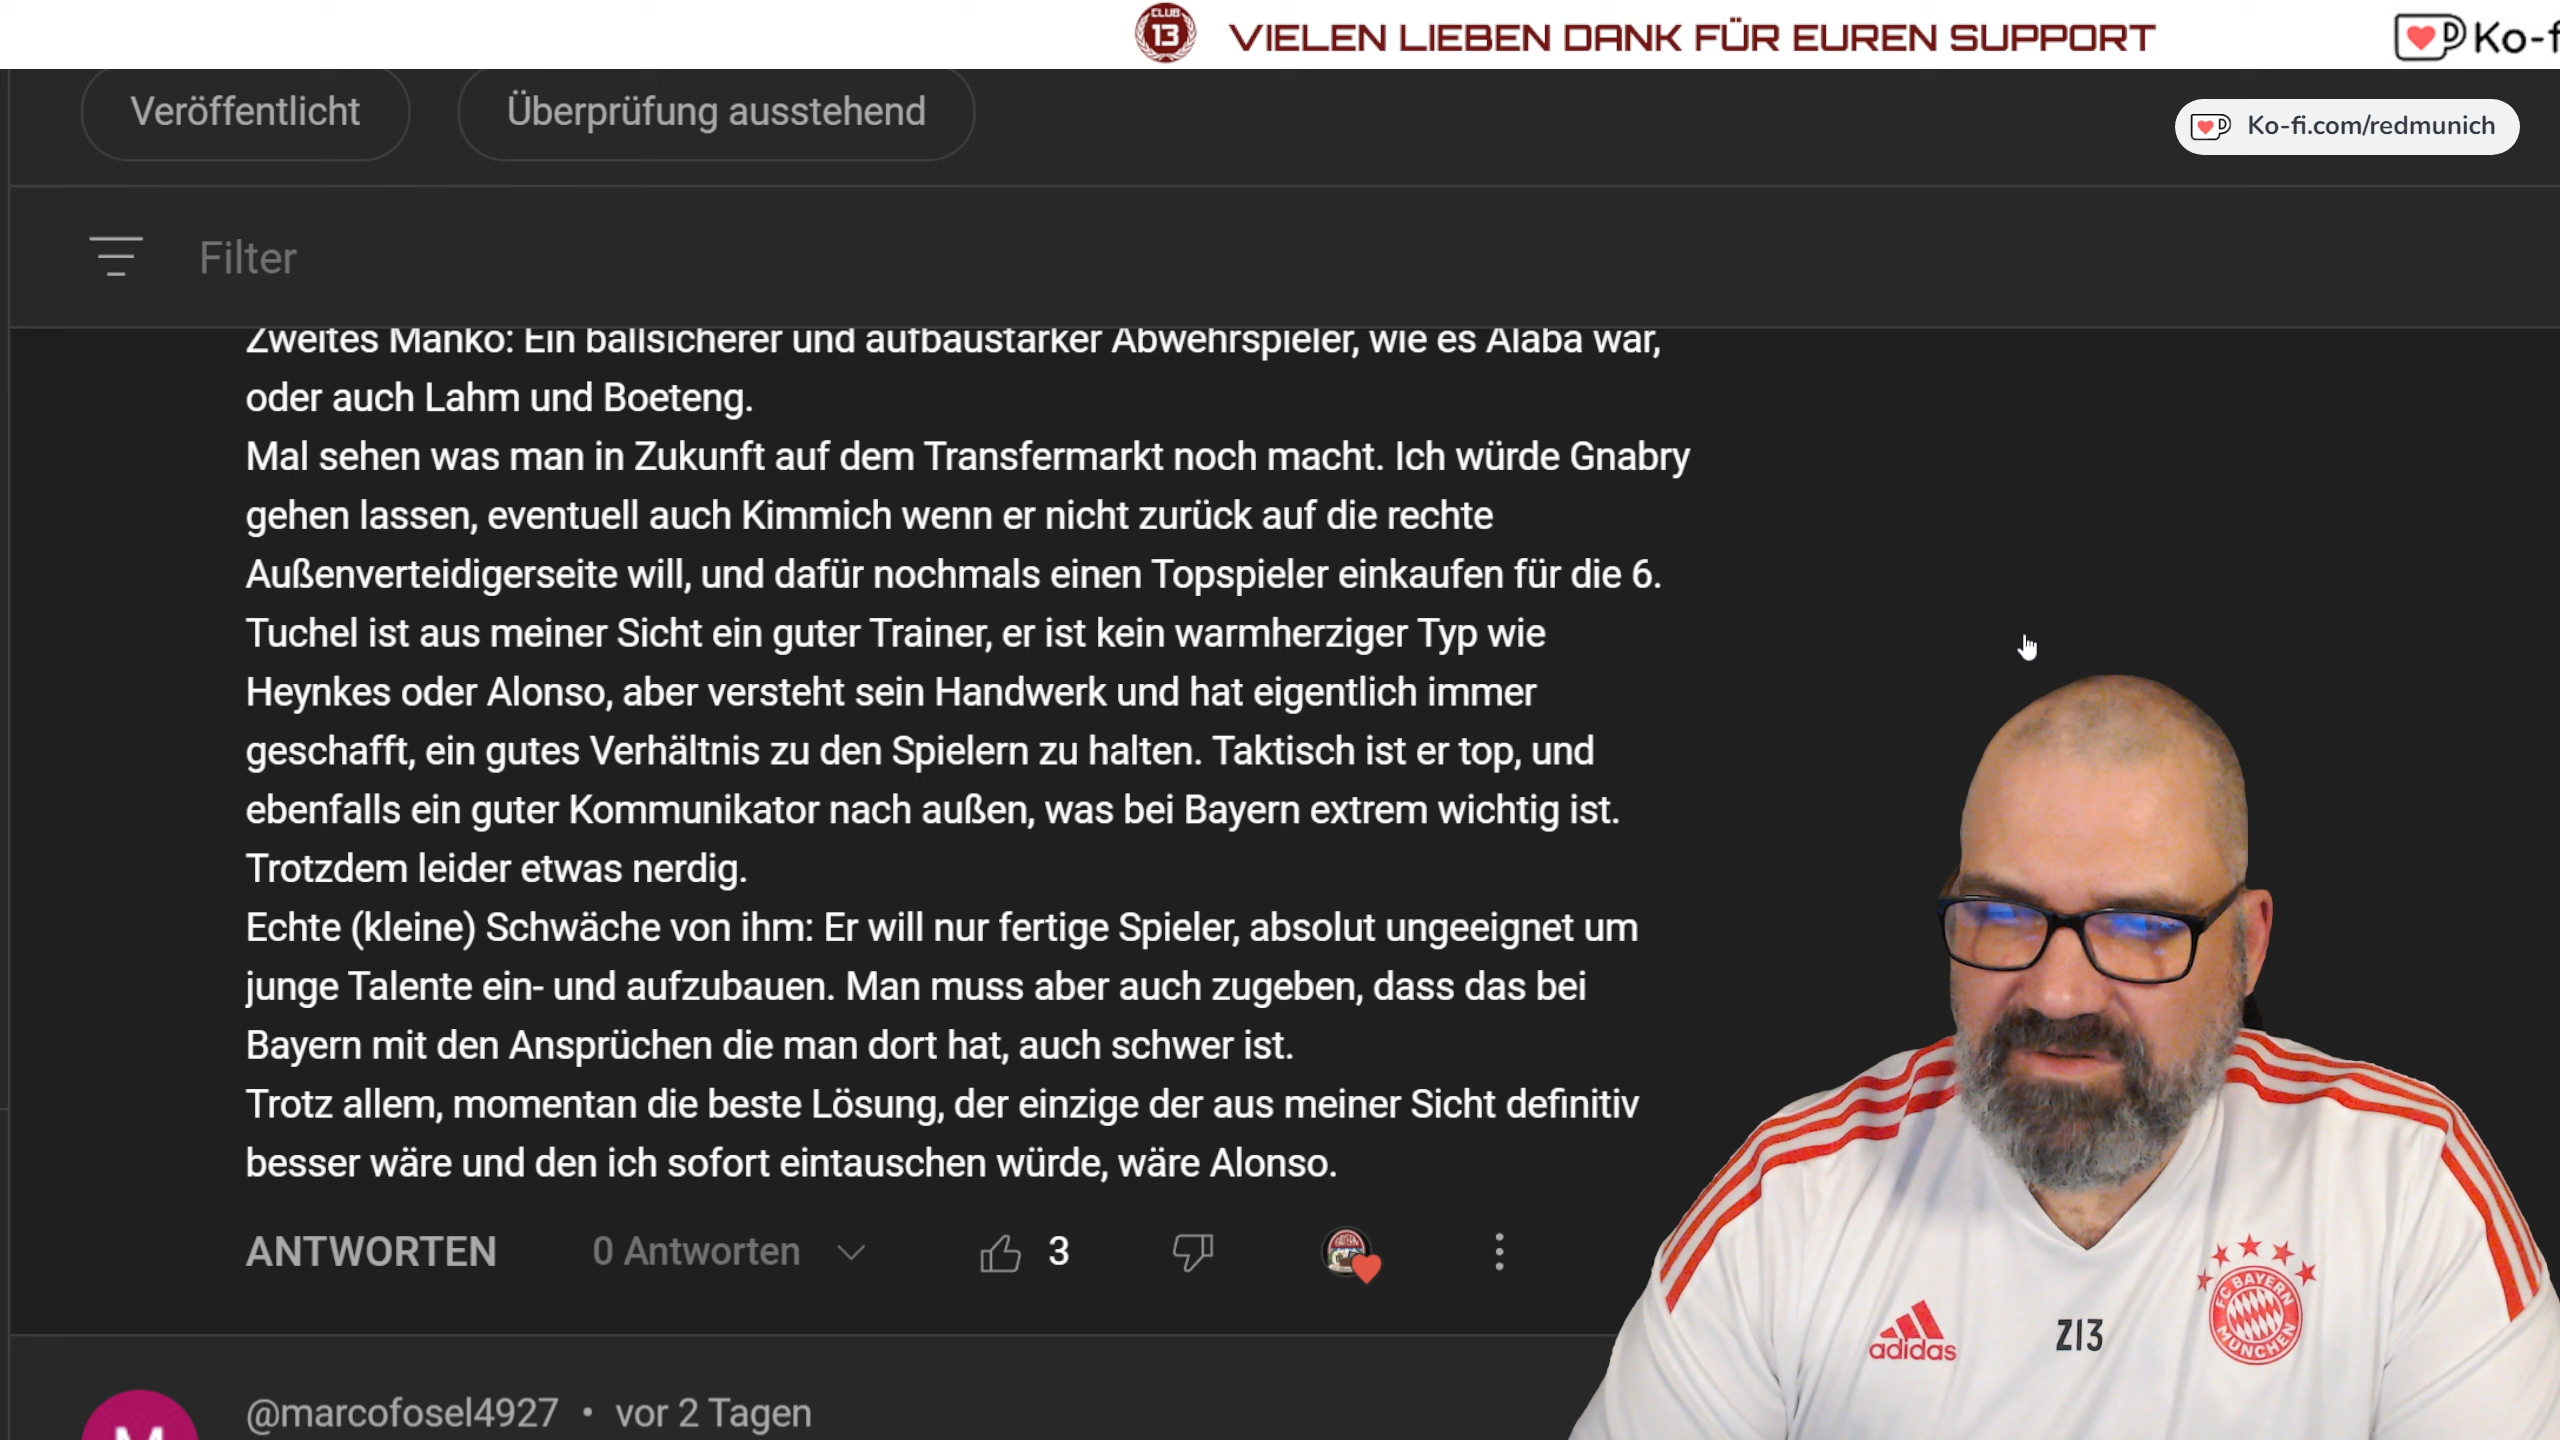 CLUB 13 VIELEN LIEBEN DANK FÜR EUREN SUPPORT Ko-f
Veröffentlicht Überprüfung ausstehend
Ko-fi.com/redmunich
Filter
Zweites Manko: Ein ballsicherer und aufbaustarker Abwehrspieler, wie es Alaba war,
oder auch Lahm und Boeteng.
Mal sehen was man in Zukunft auf dem Transfermarkt noch macht. Ich würde Gnabry
gehen lassen, eventuell auch Kimmich wenn er nicht zurück auf die rechte
Außenverteidigerseite will, und dafür nochmals einen Topspieler einkaufen für die 6.
Tuchel ist aus meiner Sicht ein guter Trainer, er ist kein warmherziger Typ wie
Heynkes oder Alonso, aber versteht sein Handwerk und hat eigentlich immer
geschafft, ein gutes Verhältnis zu den Spielern zu halten. Taktisch ist er top, und
ebenfalls ein guter Kommunikator nach außen, was bei Bayern extrem wichtig ist.
Trotzdem leider etwas nerdig.
Echte (kleine) Schwäche von ihm: Er will nur fertige Spieler, absolut ungeeignet um
junge Talente ein- und aufzubauen. Man muss aber auch zugeben, dass das bei
Bayern mit den Ansprüchen die man dort hat, auch schwer ist.
Trotz allem, momentan die beste Lösung, der einzige der aus meiner Sicht definitiv
besser wäre und den ich sofort eintauschen würde, wäre Alonso.
ANTWORTEN 0 Antworten 3
adidas Z13 FC BAYERN MÜNCHEN
M @marcofosel4927 • vor 2 Tagen